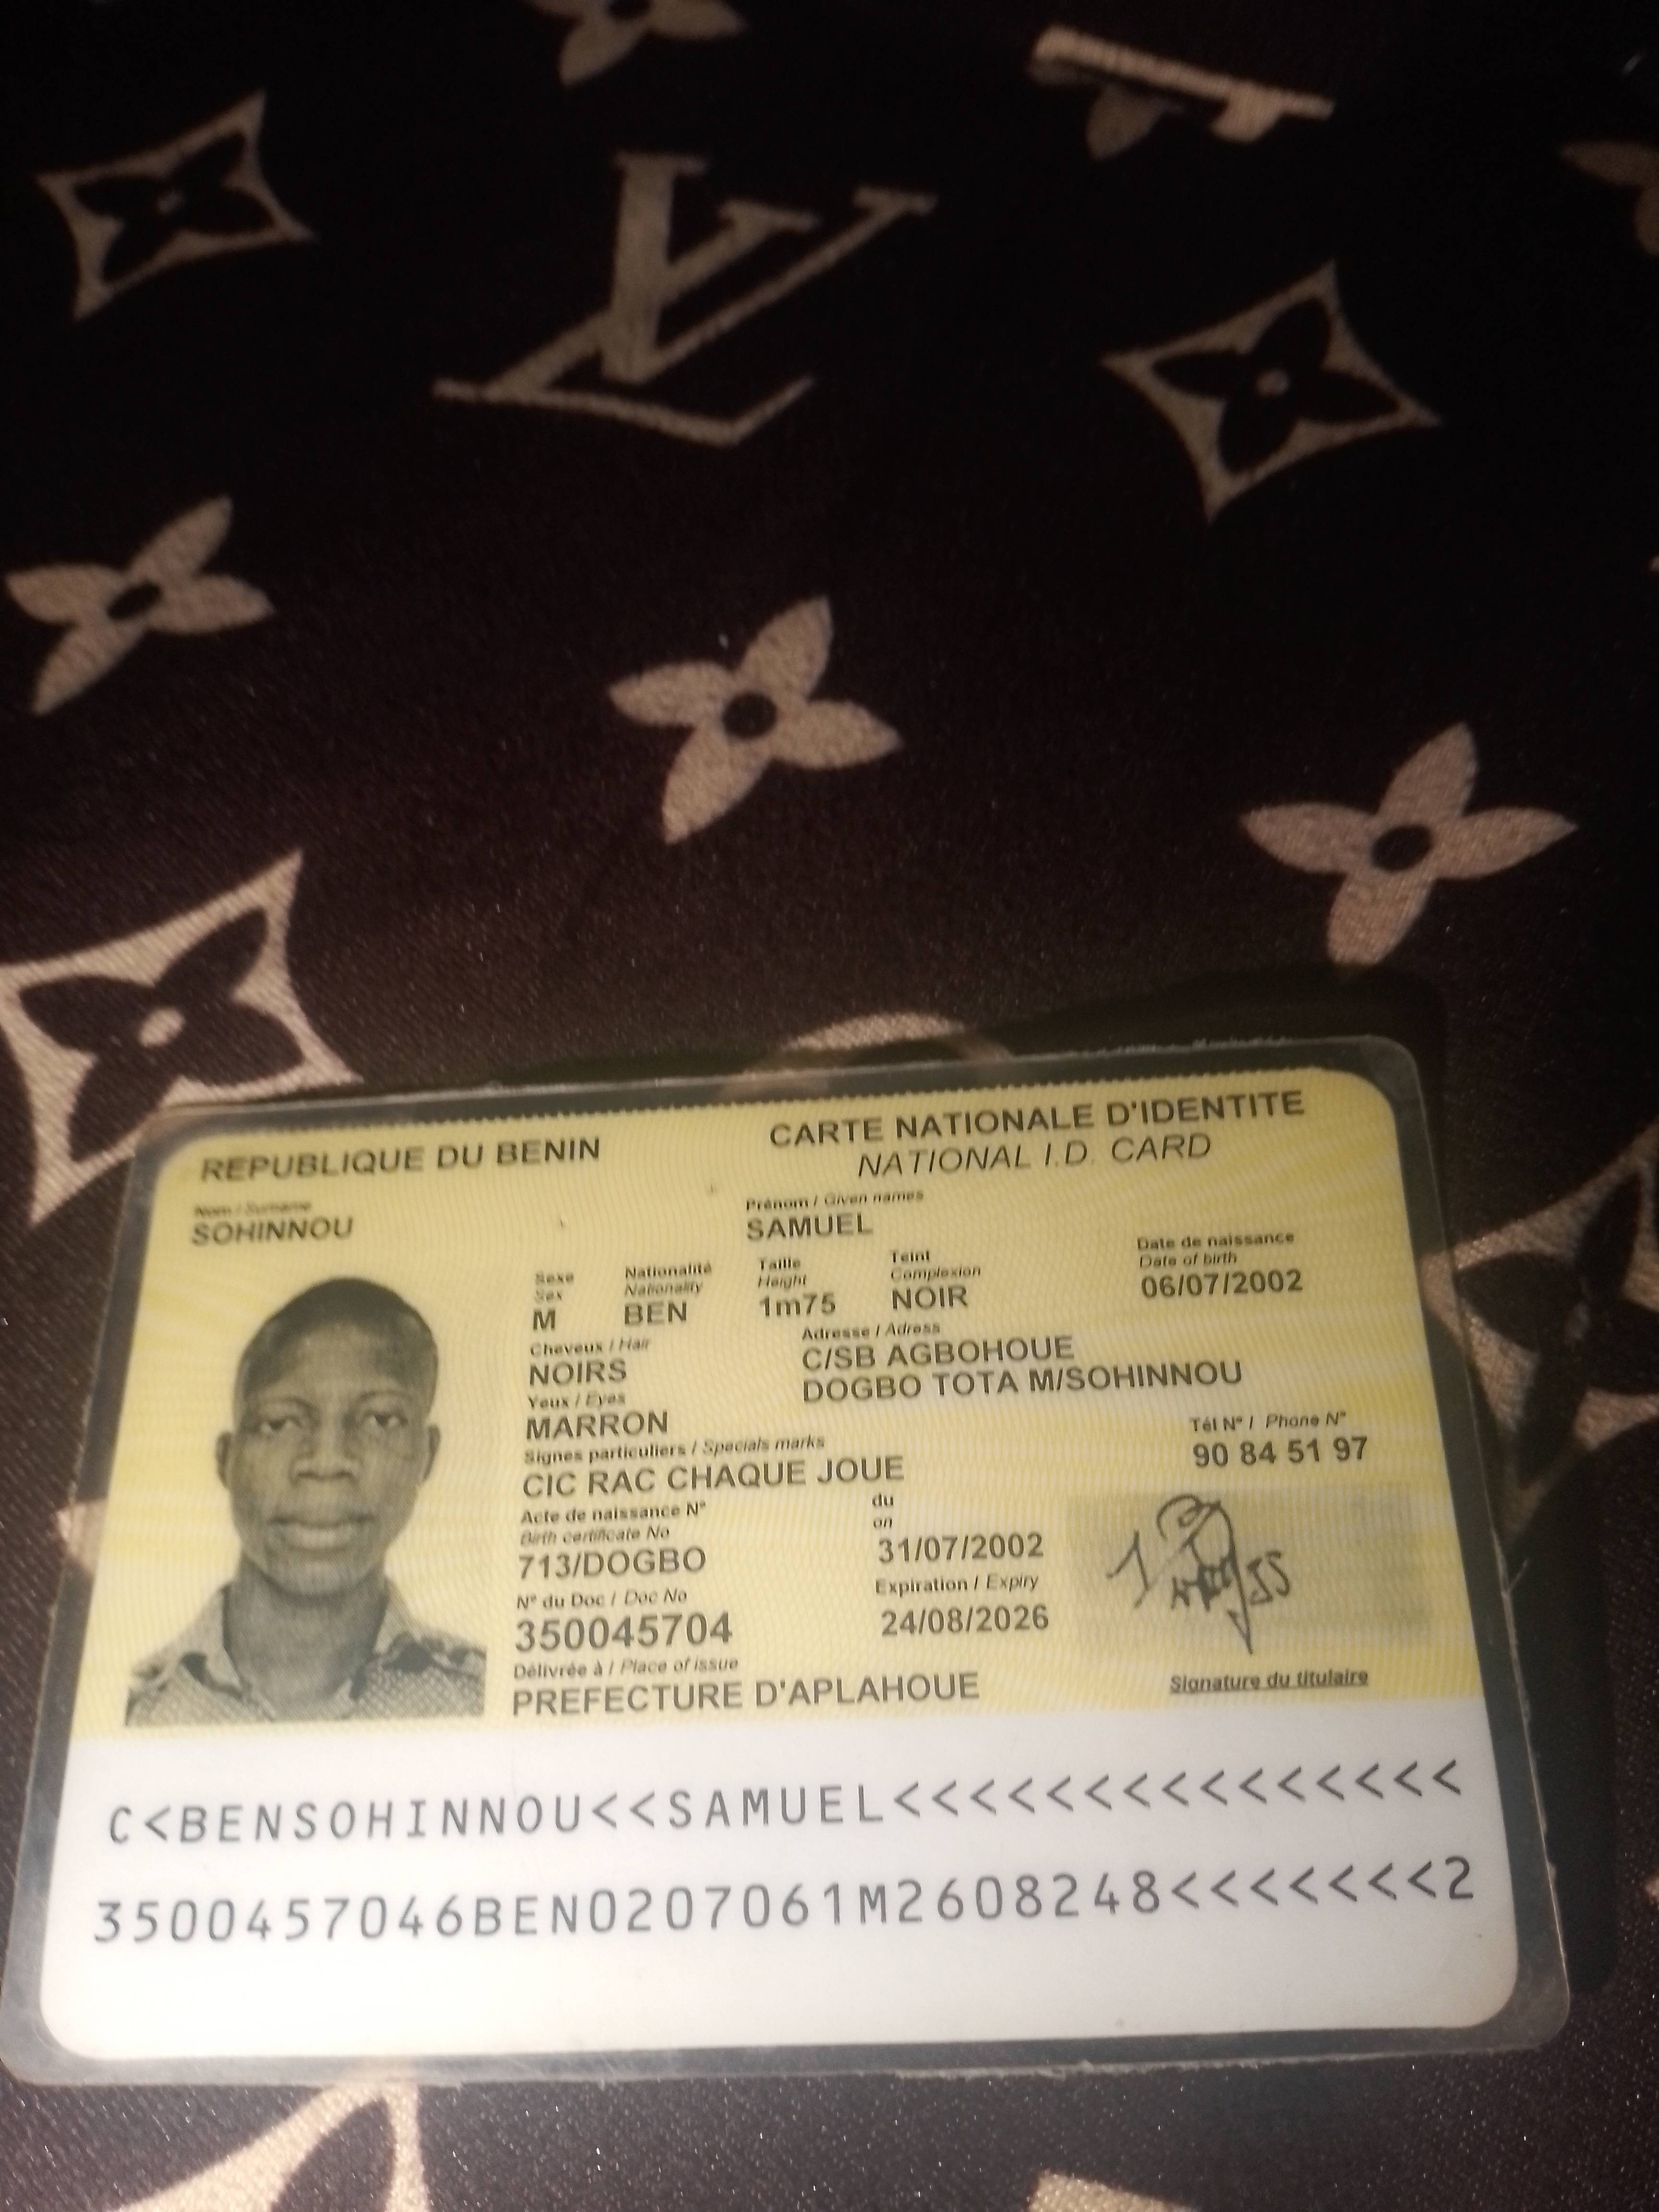 REPUBLIQUE DU BENIN
CARTE NATIONALE D'IDENTITE
NATIONAL I.D. CARD
Nom / Surname
SOHINNOU
Prénom / Given names
SAMUEL
Sexe
Sex
M
Nationalité
Nationality
BEN
Taille
Height
1m75
Teint
Complexion
NOIR
Date de naissance
Date of birth
06/07/2002
Cheveux / Hair
NOIRS
Adresse / Adress
C/SB AGBOHOUE
DOGBO TOTA M/SOHINNOU
Yeux / Eyes
MARRON
Tél N° / Phone N°
90 84 51 97
Signes particuliers / Specials marks
CIC RAC CHAQUE JOUE
Acte de naissance N°
Birth certificate No
713/DOGBO
du
on
31/07/2002
N° du Doc / Doc No
350045704
Expiration / Expiry
24/08/2026
Délivrée à / Place of issue
PREFECTURE D'APLAHOUE
Signature du titulaire
C<BENSOHINNOU<<SAMUEL<<<<<<<<<<<<<<<
3500457046BEN0207061M2608248<<<<<<<2